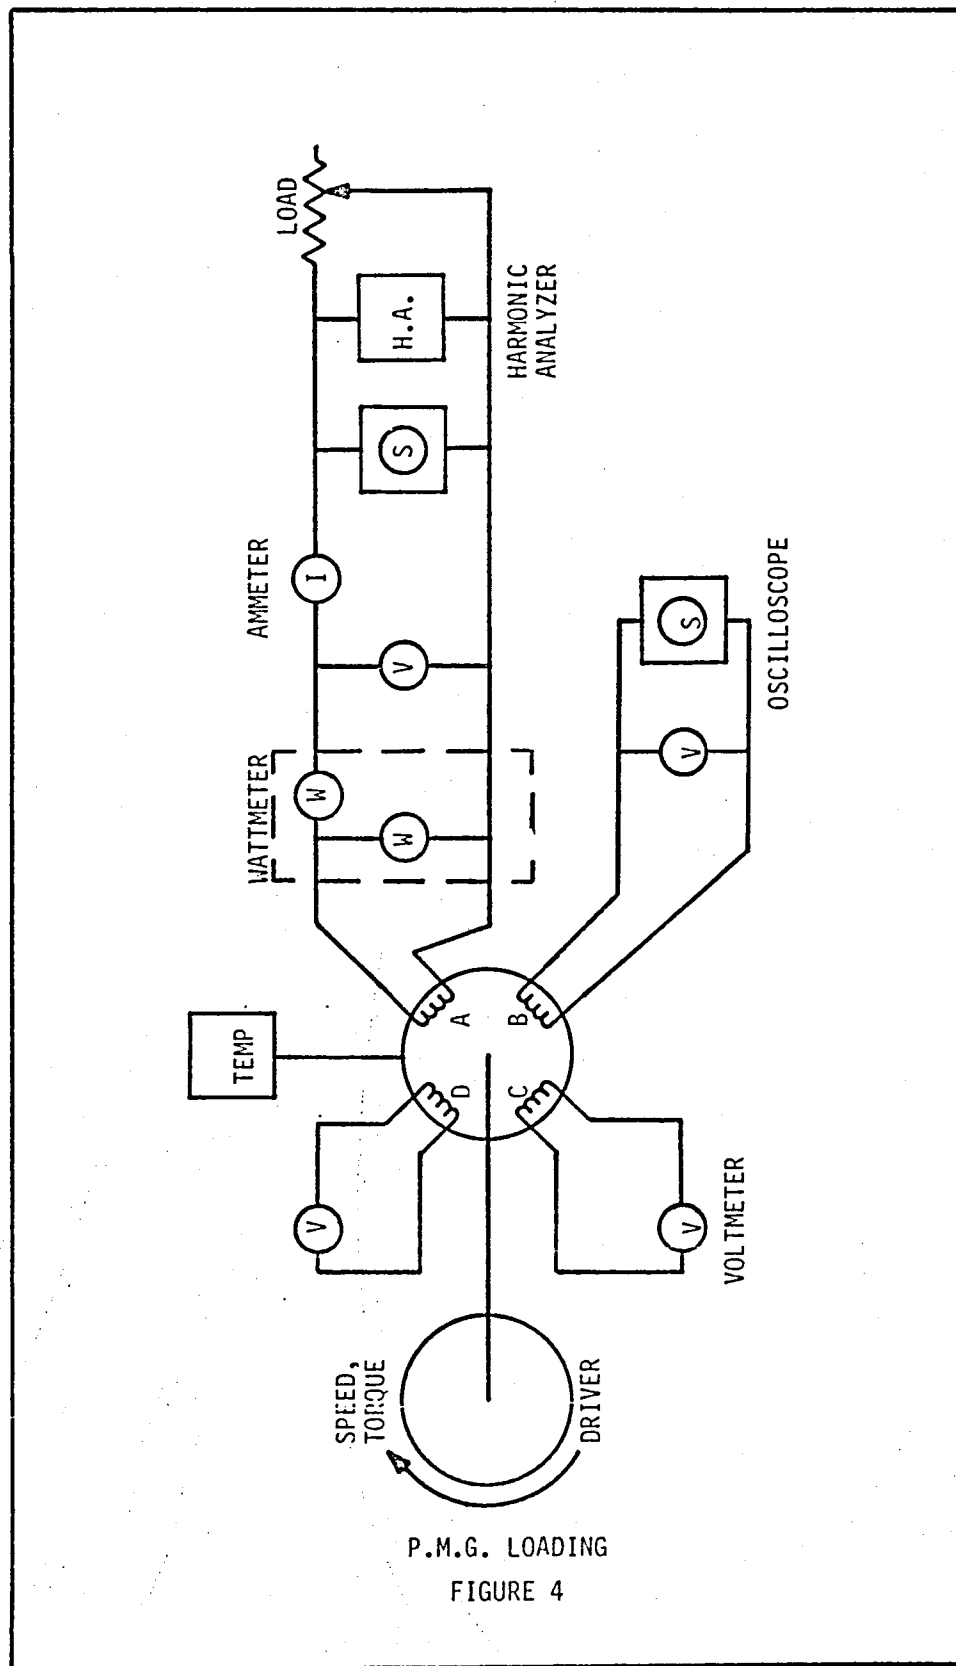 LOAD
H.A.
HARMONIC
ANALYZER
S
AMMETER
I
V
WATTMETER
W
W
S
V
OSCILLOSCOPE
TEMP
A
B
D
C
V
V
VOLTMETER
SPEED,
TORQUE
DRIVER
P.M.G. LOADING
FIGURE 4